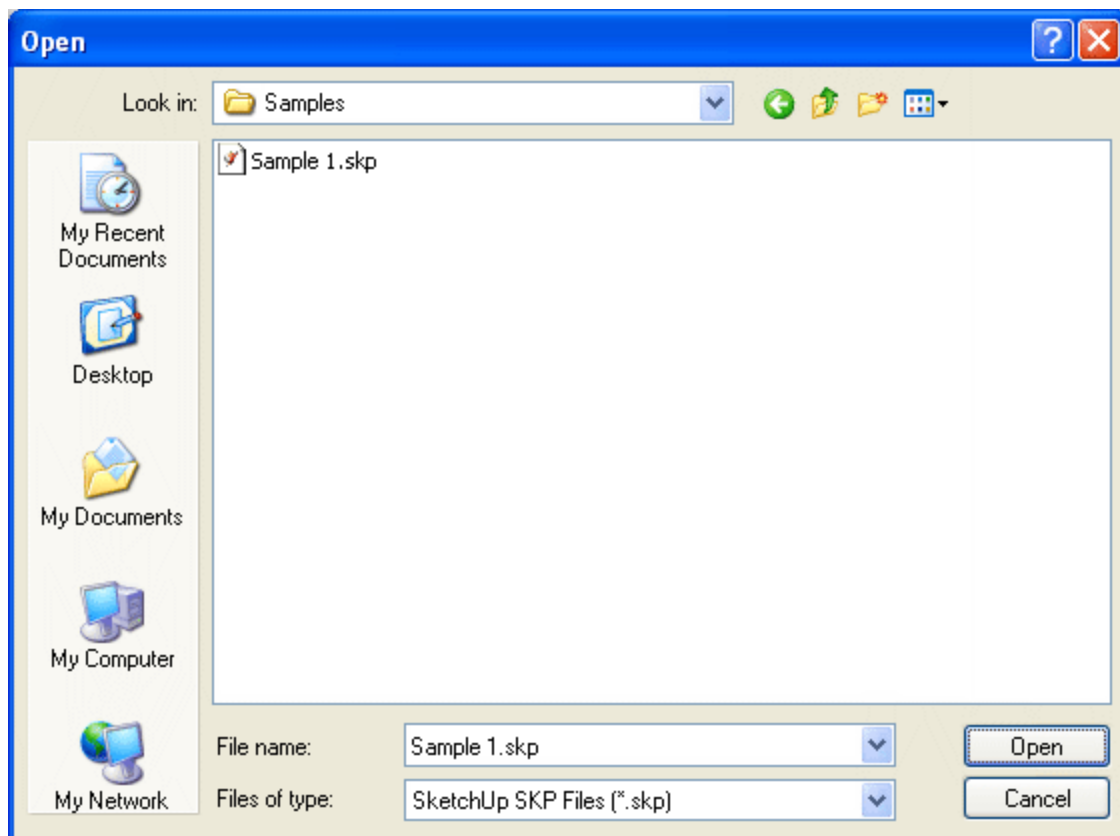 Open
Look in: Samples
Sample 1.skp
My Recent
Documents
Desktop
My Documents
My Computer
My Network
File name: Sample 1.skp Open
Files of type: SketchUp SKP Files (*.skp) Cancel